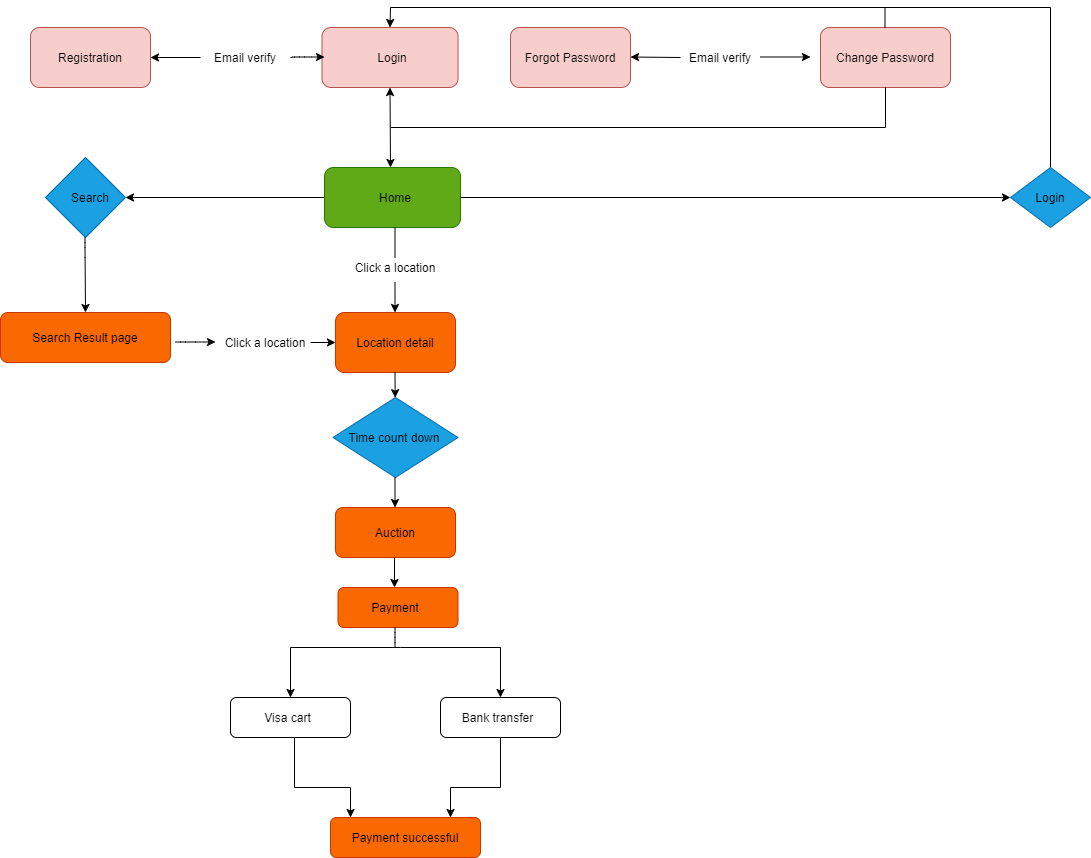 Registration
Email verify
Login
Forgot Password
Email verify
Change Password
Search
Home
Login
Click a location
Search Result page
Click a location
Location detail
Time count down
Auction
Payment
Visa cart
Bank transfer
Payment successful